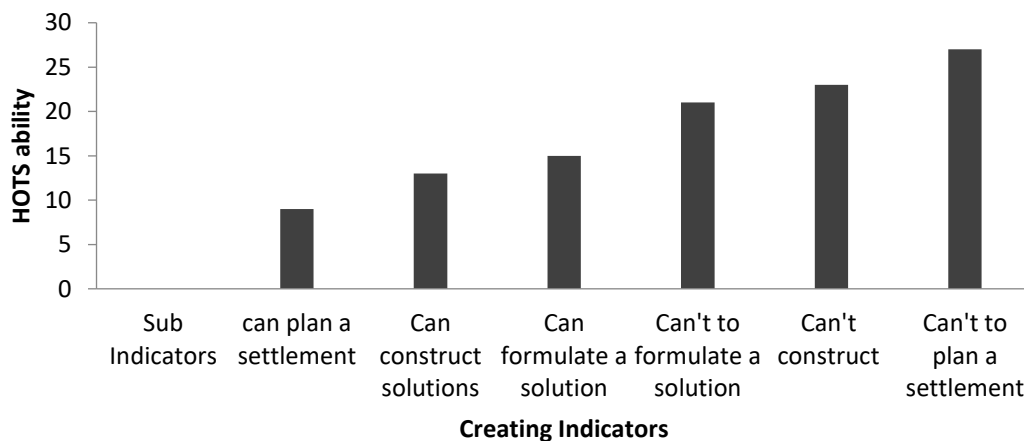 HOTS ability
30
25
20
15
10
5
0
Sub
Indicators
can plan a
settlement
Can
construct
solutions
Can
formulate a
solution
Can't to
formulate a
solution
Can't
construct
Can't to
plan a
settlement
Creating Indicators